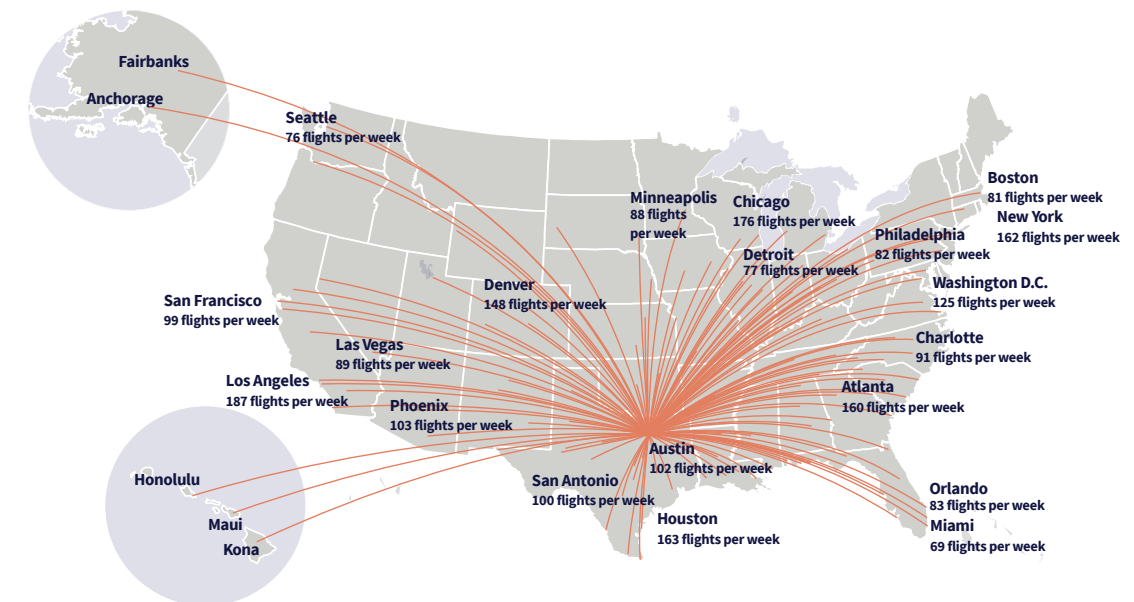 Fairbanks
Anchorage
Seattle
76 flights per week
Minneapolis
88 flights
per week
Chicago
176 flights per week
Boston
81 flights per week
New York
162 flights per week
Philadelphia
82 flights per week
Detroit
77 flights per week
Washington D.C.
125 flights per week
Denver
148 flights per week
San Francisco
99 flights per week
Las Vegas
89 flights per week
Charlotte
91 flights per week
Los Angeles
187 flights per week
Atlanta
160 flights per week
Phoenix
103 flights per week
Austin
102 flights per week
San Antonio
100 flights per week
Honolulu
Maui
Kona
Houston
163 flights per week
Orlando
83 flights per week
Miami
69 flights per week